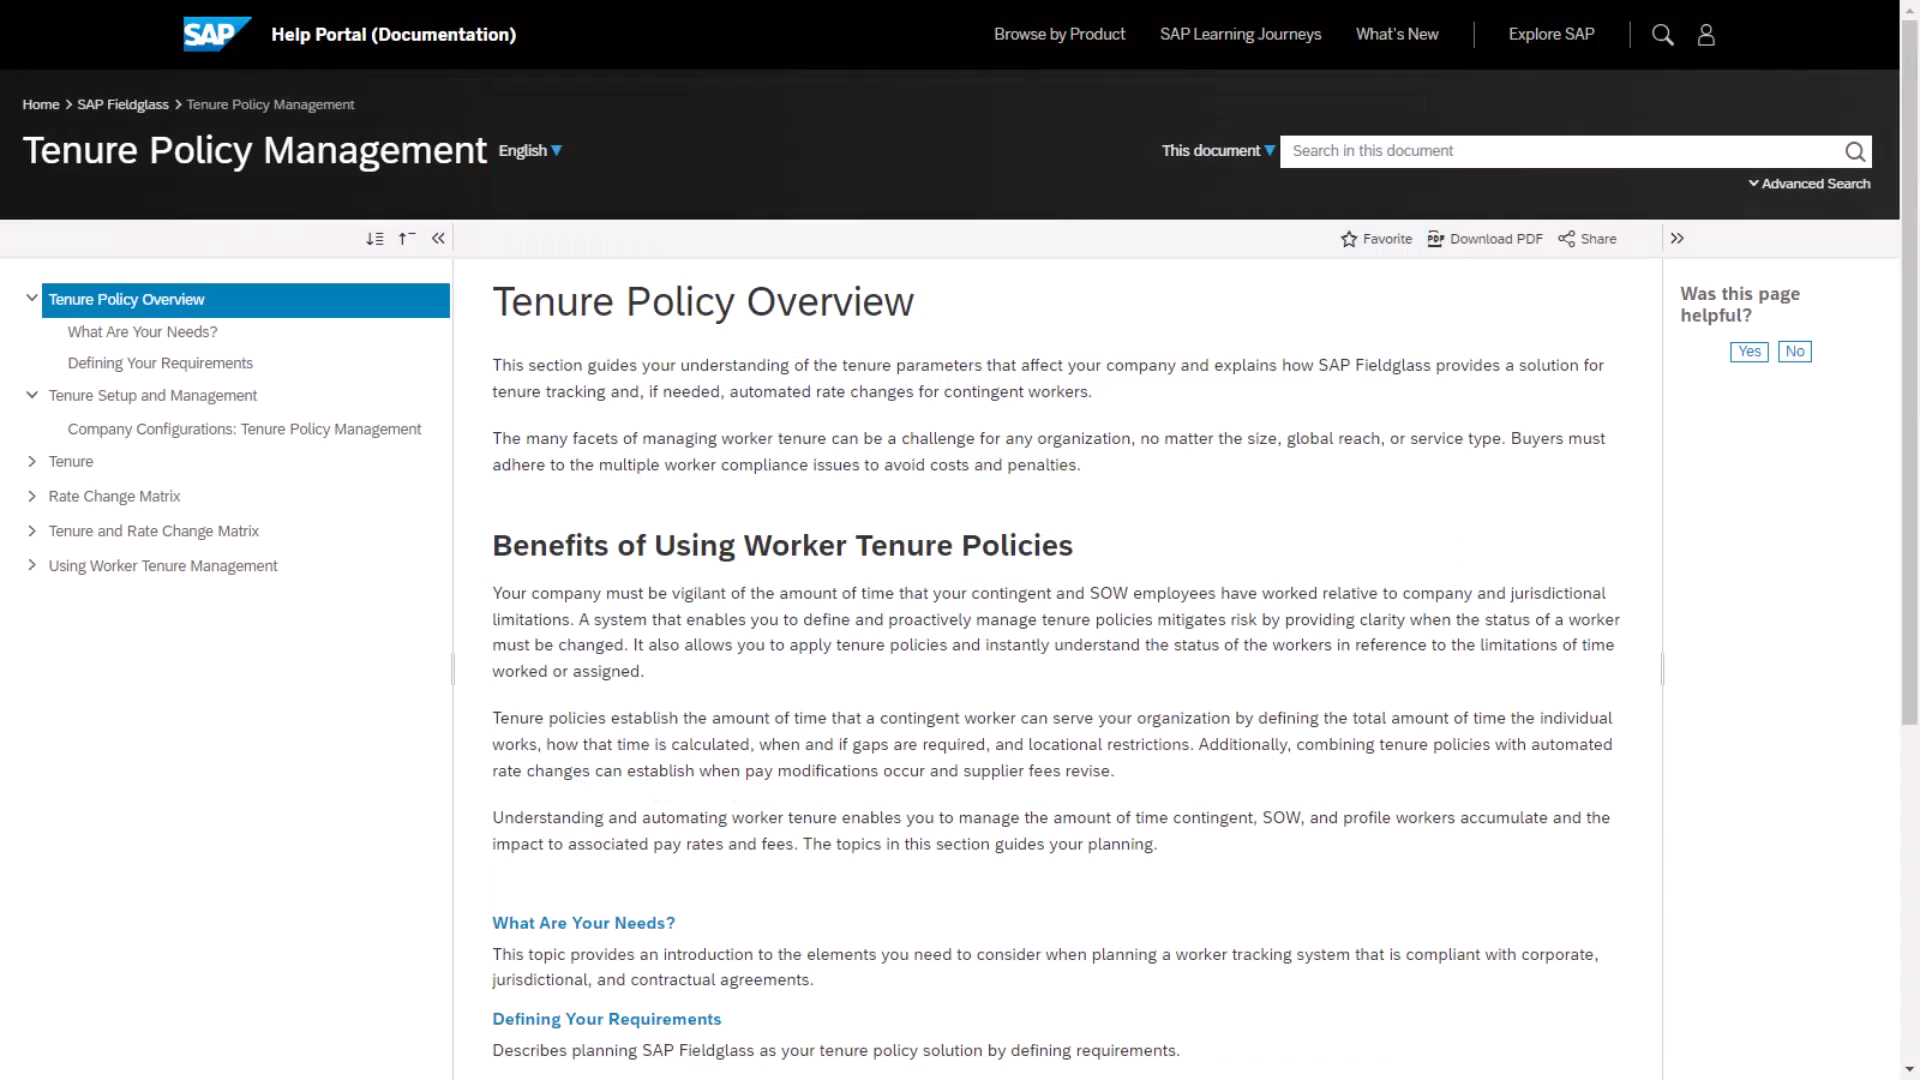 SAP Help Portal (Documentation) Browse by Product SAP Learning Journeys What's New Explore SAP
Home > SAP Fieldglass > Tenure Policy Management
Tenure Policy Management English This document Search in this document
Advanced Search
Favorite PDF Download PDF Share
Tenure Policy Overview
What Are Your Needs?
Defining Your Requirements
Tenure Setup and Management
Company Configurations: Tenure Policy Management
Tenure
Rate Change Matrix
Tenure and Rate Change Matrix
Using Worker Tenure Management
Tenure Policy Overview
This section guides your understanding of the tenure parameters that affect your company and explains how SAP Fieldglass provides a solution for
tenure tracking and, if needed, automated rate changes for contingent workers.
The many facets of managing worker tenure can be a challenge for any organization, no matter the size, global reach, or service type. Buyers must
adhere to the multiple worker compliance issues to avoid costs and penalties.
Benefits of Using Worker Tenure Policies
Your company must be vigilant of the amount of time that your contingent and SOW employees have worked relative to company and jurisdictional
limitations. A system that enables you to define and proactively manage tenure policies mitigates risk by providing clarity when the status of a worker
must be changed. It also allows you to apply tenure policies and instantly understand the status of the workers in reference to the limitations of time
worked or assigned.
Tenure policies establish the amount of time that a contingent worker can serve your organization by defining the total amount of time the individual
works, how that time is calculated, when and if gaps are required, and locational restrictions. Additionally, combining tenure policies with automated
rate changes can establish when pay modifications occur and supplier fees revise.
Understanding and automating worker tenure enables you to manage the amount of time contingent, SOW, and profile workers accumulate and the
impact to associated pay rates and fees. The topics in this section guides your planning.
What Are Your Needs?
This topic provides an introduction to the elements you need to consider when planning a worker tracking system that is compliant with corporate,
jurisdictional, and contractual agreements.
Defining Your Requirements
Describes planning SAP Fieldglass as your tenure policy solution by defining requirements.
Was this page
helpful?
Yes No